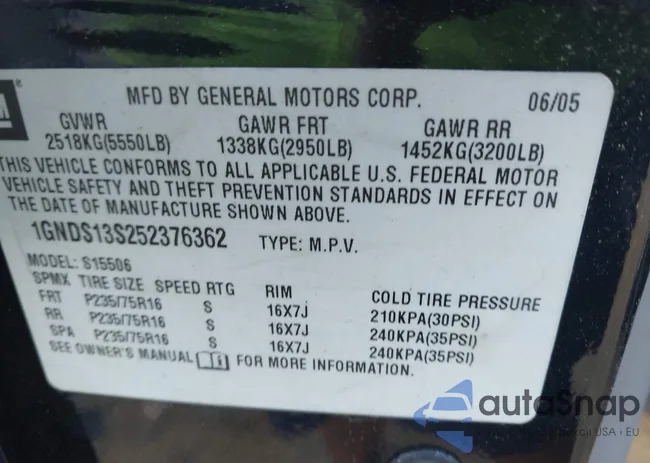 M ®
MFD BY GENERAL MOTORS CORP. 06/05
GVWR GAWR FRT GAWR RR
2518KG(5550LB) 1338KG(2950LB) 1452KG(3200LB)
THIS VEHICLE CONFORMS TO ALL APPLICABLE U.S. FEDERAL MOTOR
VEHICLE SAFETY AND THEFT PREVENTION STANDARDS IN EFFECT ON
THE DATE OF MANUFACTURE SHOWN ABOVE.
1GNDS13S252376362 TYPE: M.P.V.
MODEL: S15506
SPMX TIRE SIZE SPEED RTG RIM COLD TIRE PRESSURE
FRT P235/75R16 S 16X7J 210KPA(30PSI)
RR P235/75R16 S 16X7J 240KPA(35PSI)
SPA P235/75R16 S 16X7J 240KPA(35PSI)
SEE OWNER'S MANUAL FOR MORE INFORMATION.
autoSnap
USA i EU